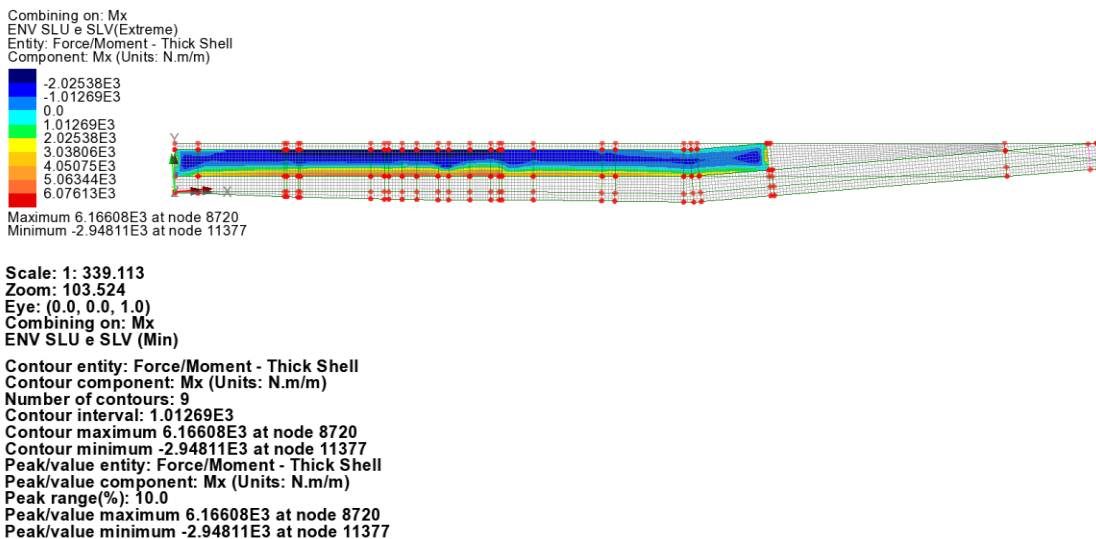 Combining on: Mx
ENV SLU e SLV(Extreme)
Entity: Force/Moment - Thick Shell
Component: Mx (Units: N.m/m)
-2.02538E3
-1.01269E3
0.0
1.01269E3
2.02538E3
3.03806E3
4.05075E3
5.06344E3
6.07613E3
Y
X
Maximum 6.16608E3 at node 8720
Minimum -2.94811E3 at node 11377
Scale: 1: 339.113
Zoom: 103.524
Eye: (0.0, 0.0, 1.0)
Combining on: Mx
ENV SLU e SLV (Min)
Contour entity: Force/Moment - Thick Shell
Contour component: Mx (Units: N.m/m)
Number of contours: 9
Contour interval: 1.01269E3
Contour maximum 6.16608E3 at node 8720
Contour minimum -2.94811E3 at node 11377
Peak/value entity: Force/Moment - Thick Shell
Peak/value component: Mx (Units: N.m/m)
Peak range(%): 10.0
Peak/value maximum 6.16608E3 at node 8720
Peak/value minimum -2.94811E3 at node 11377